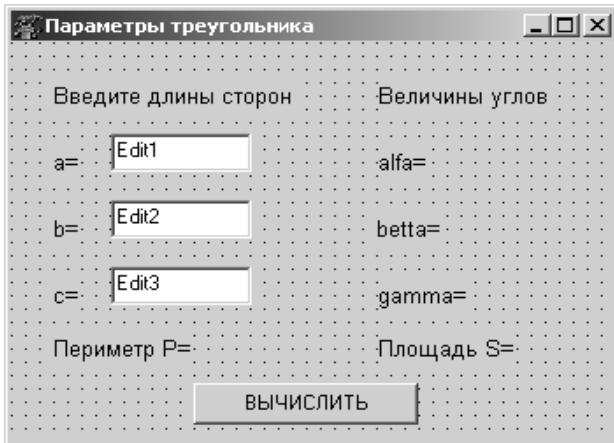 Параметры треугольника
Введите длины сторон Величины углов
a= Edit1 alfa=
b= Edit2 betta=
c= Edit3 gamma=
Периметр P= Площадь S=
ВЫЧИСЛИТЬ